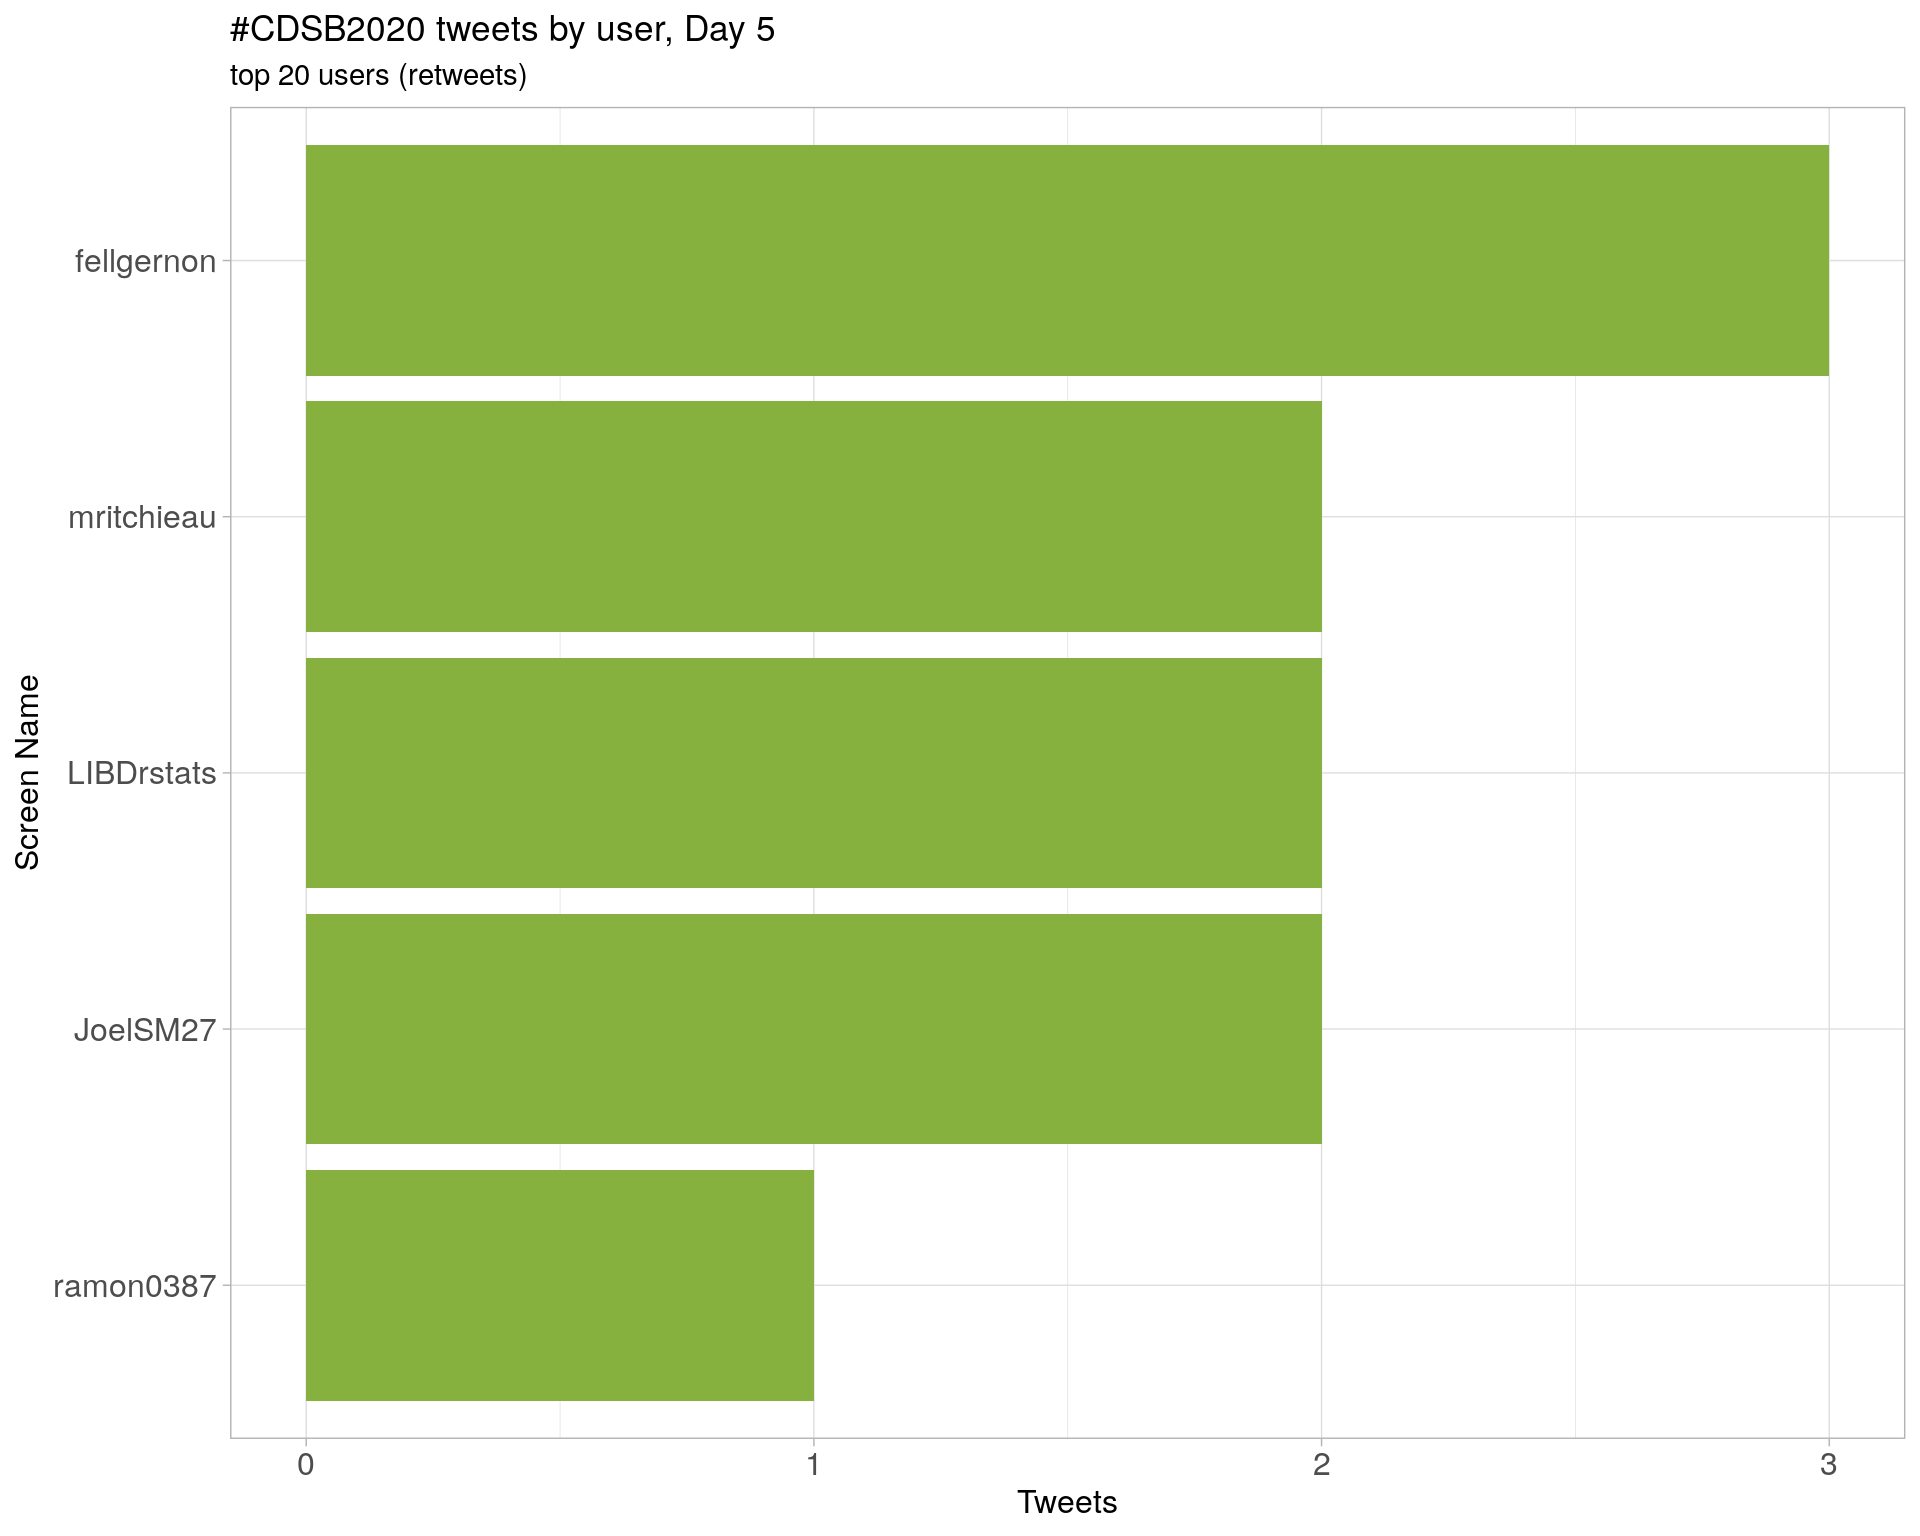 #CDSB2020 tweets by user, Day 5
top 20 users (retweets)
fellgernon
mritchieau
LIBDrstats
JoelSM27
ramon0387
Screen Name
0 1 2 3
Tweets